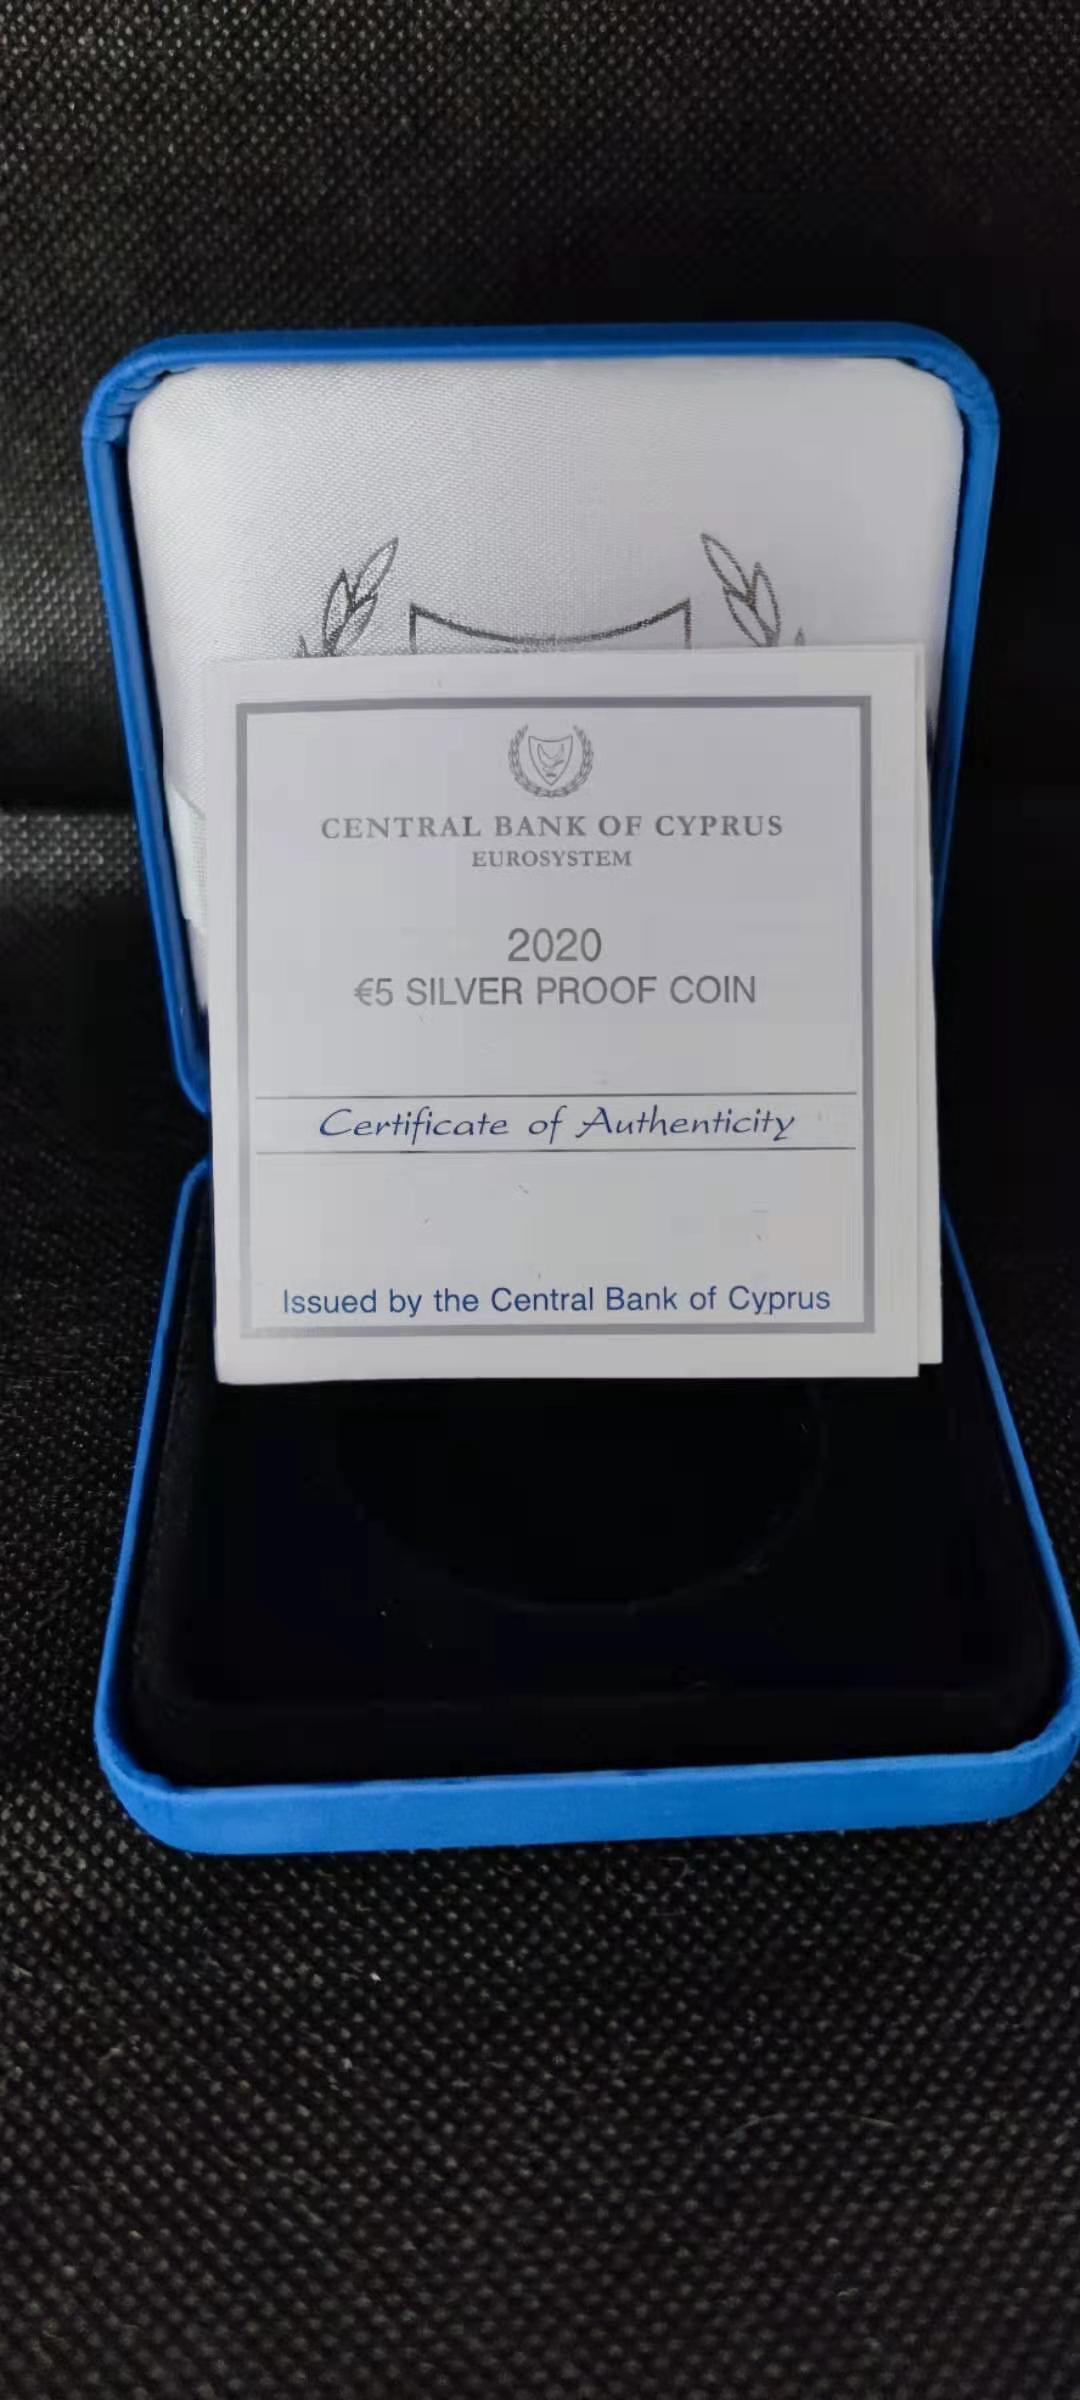 CENTRAL BANK OF CYPRUS
EUROSYSTEM
2020
€5 SILVER PROOF COIN
Certificate of Authenticity
Issued by the Central Bank of Cyprus